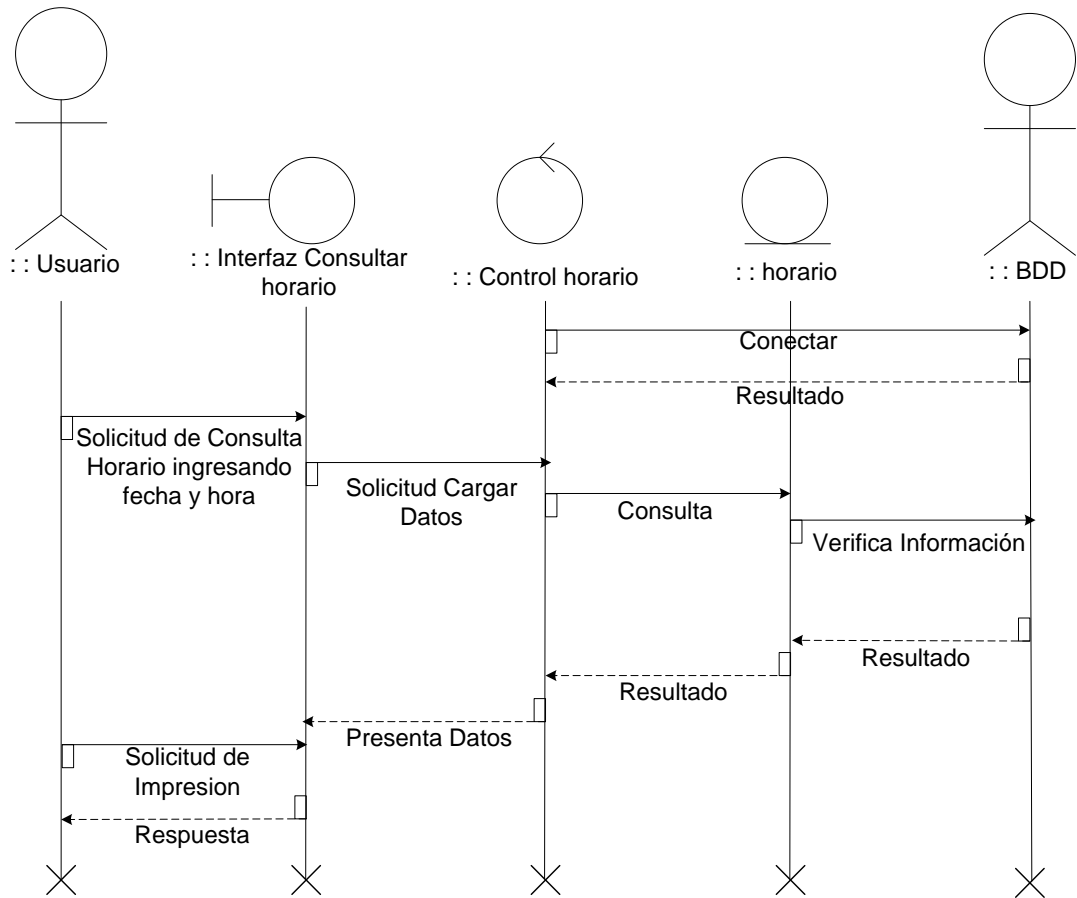 : : Usuario
: : Interfaz Consultar
horario
: : Control horario
: : horario
: : BDD
Conectar
Resultado
Solicitud de Consulta
Horario ingresando
fecha y hora
Solicitud Cargar
Datos
Consulta
Verifica Información
Resultado
Resultado
Presenta Datos
Solicitud de
Impresion
Respuesta